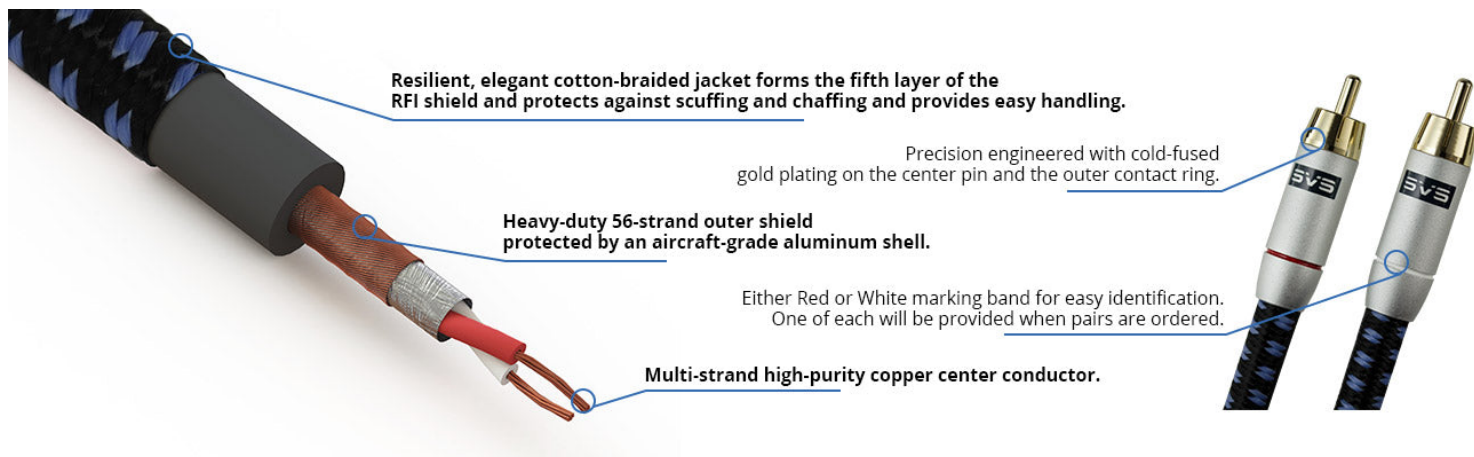 Resilient, elegant cotton-braided jacket forms the fifth layer of the
RFI shield and protects against scuffing and chaffing and provides easy handling.
Precision engineered with cold-fused
gold plating on the center pin and the outer contact ring.
SVS
SVS
Heavy-duty 56-strand outer shield
protected by an aircraft-grade aluminum shell.
Either Red or White marking band for easy identification.
One of each will be provided when pairs are ordered.
Multi-strand high-purity copper center conductor.